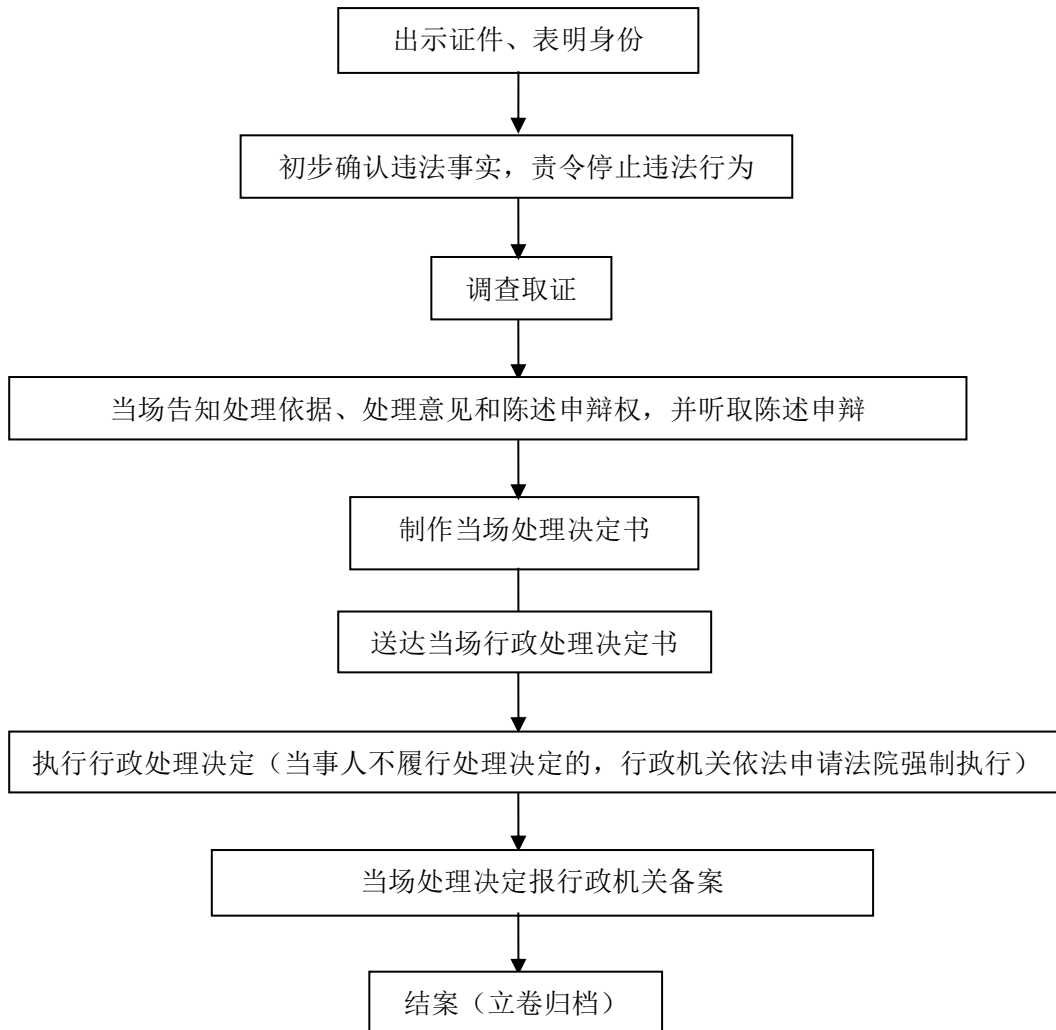 出示证件、表明身份
初步确认违法事实，责令停止违法行为
调查取证
当场告知处理依据、处理意见和陈述申辩权，并听取陈述申辩
制作当场处理决定书
送达当场行政处理决定书
执行行政处理决定（当事人不履行处理决定的，行政机关依法申请法院强制执行）
当场处理决定报行政机关备案
结案（立卷归档）